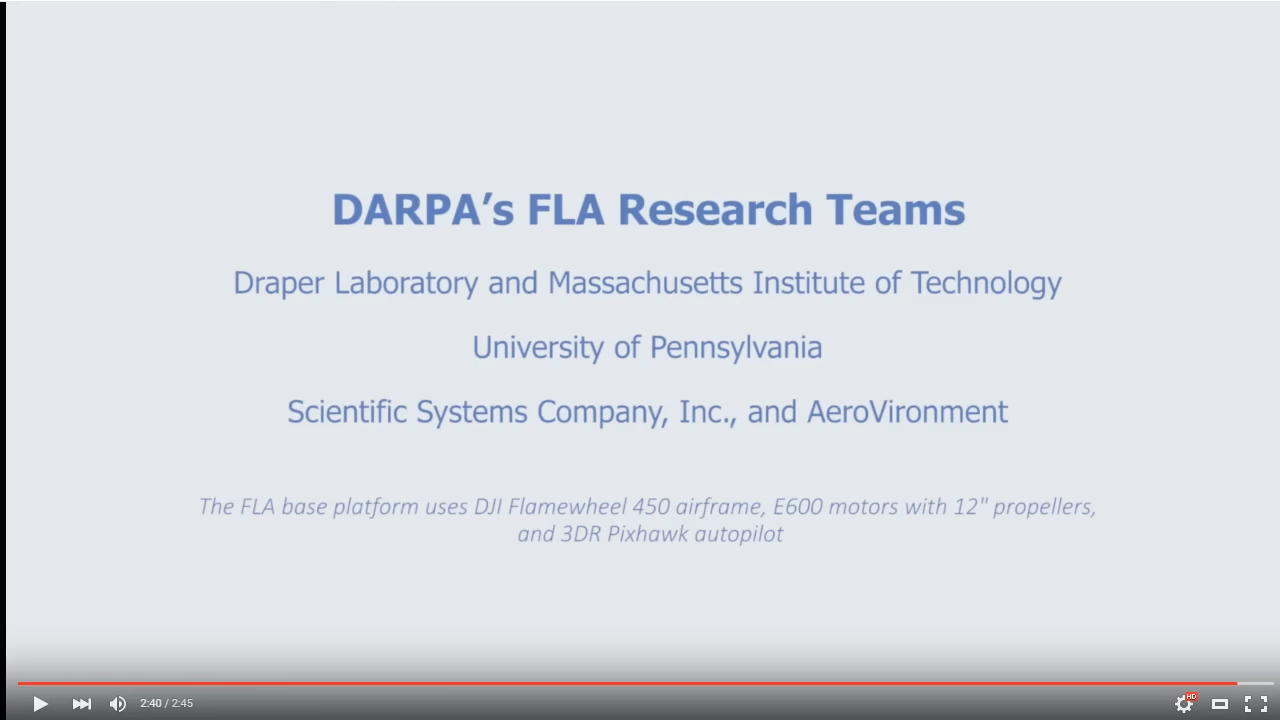 DARPA’s FLA Research Teams
Draper Laboratory and Massachusetts Institute of Technology
University of Pennsylvania
Scientific Systems Company, Inc., and AeroVironment
The FLA base platform uses DJI Flamewheel 450 airframe, E600 motors with 12" propellers,
and 3DR Pixhawk autopilot
2:40 / 2:45
HD